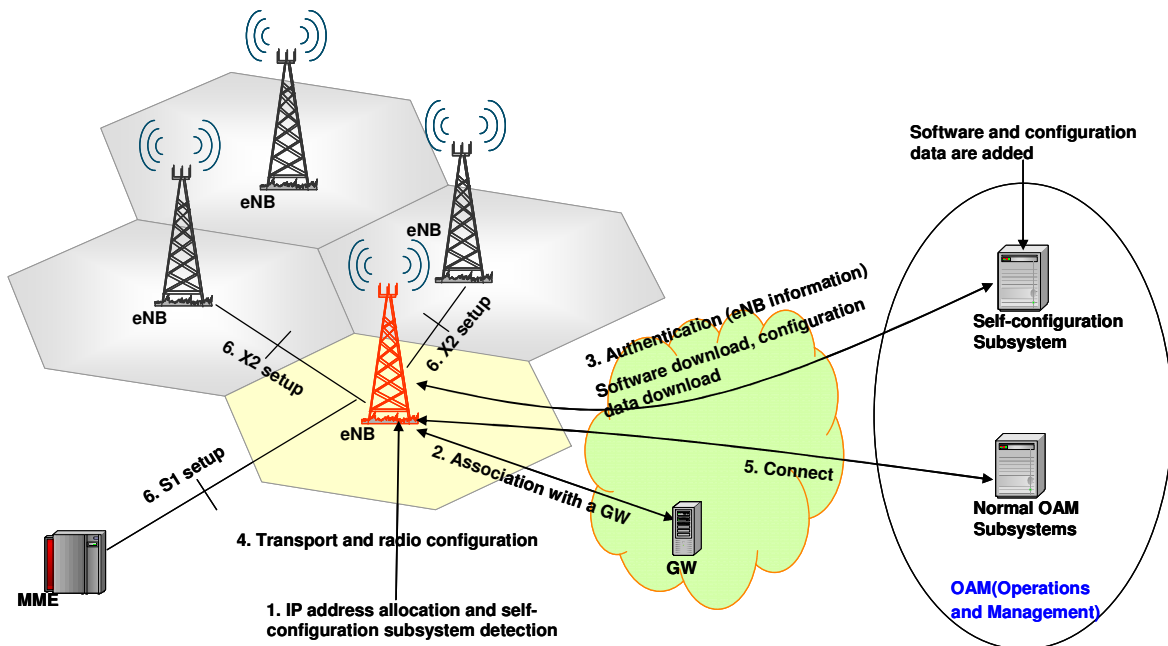 eNB
Software and configuration
data are added
eNB
eNB
eNB
6. X2 setup
6. X2 setup
3. Authentication (eNB information)
Software download, configuration
data download
Self-configuration
Subsystem
eNB
6. S1 setup
2. Association with a GW
5. Connect
Normal OAM
Subsystems
4. Transport and radio configuration
GW
MME
OAM(Operations
and Management)
1. IP address allocation and self-
configuration subsystem detection